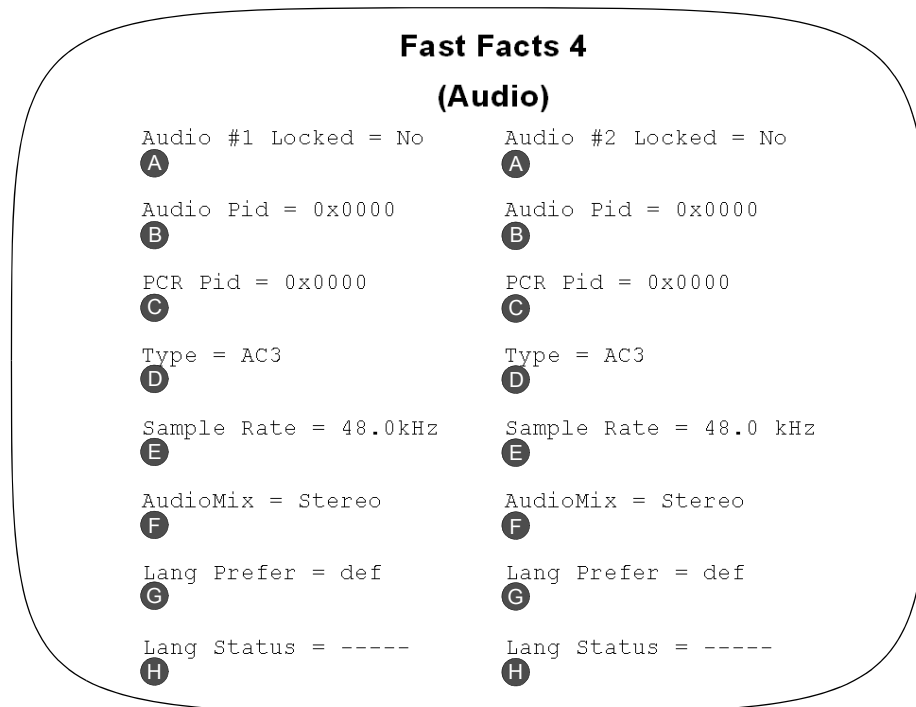 Fast Facts 4
(Audio)
Audio #1 Locked = No Audio #2 Locked = No
A A
Audio Pid = 0x0000 Audio Pid = 0x0000
B B
PCR Pid = 0x0000 PCR Pid = 0x0000
C C
Type = AC3 Type = AC3
D D
Sample Rate = 48.0kHz Sample Rate = 48.0 kHz
E E
AudioMix = Stereo AudioMix = Stereo
F F
Lang Prefer = def Lang Prefer = def
G G
Lang Status = ----- Lang Status = -----
H H